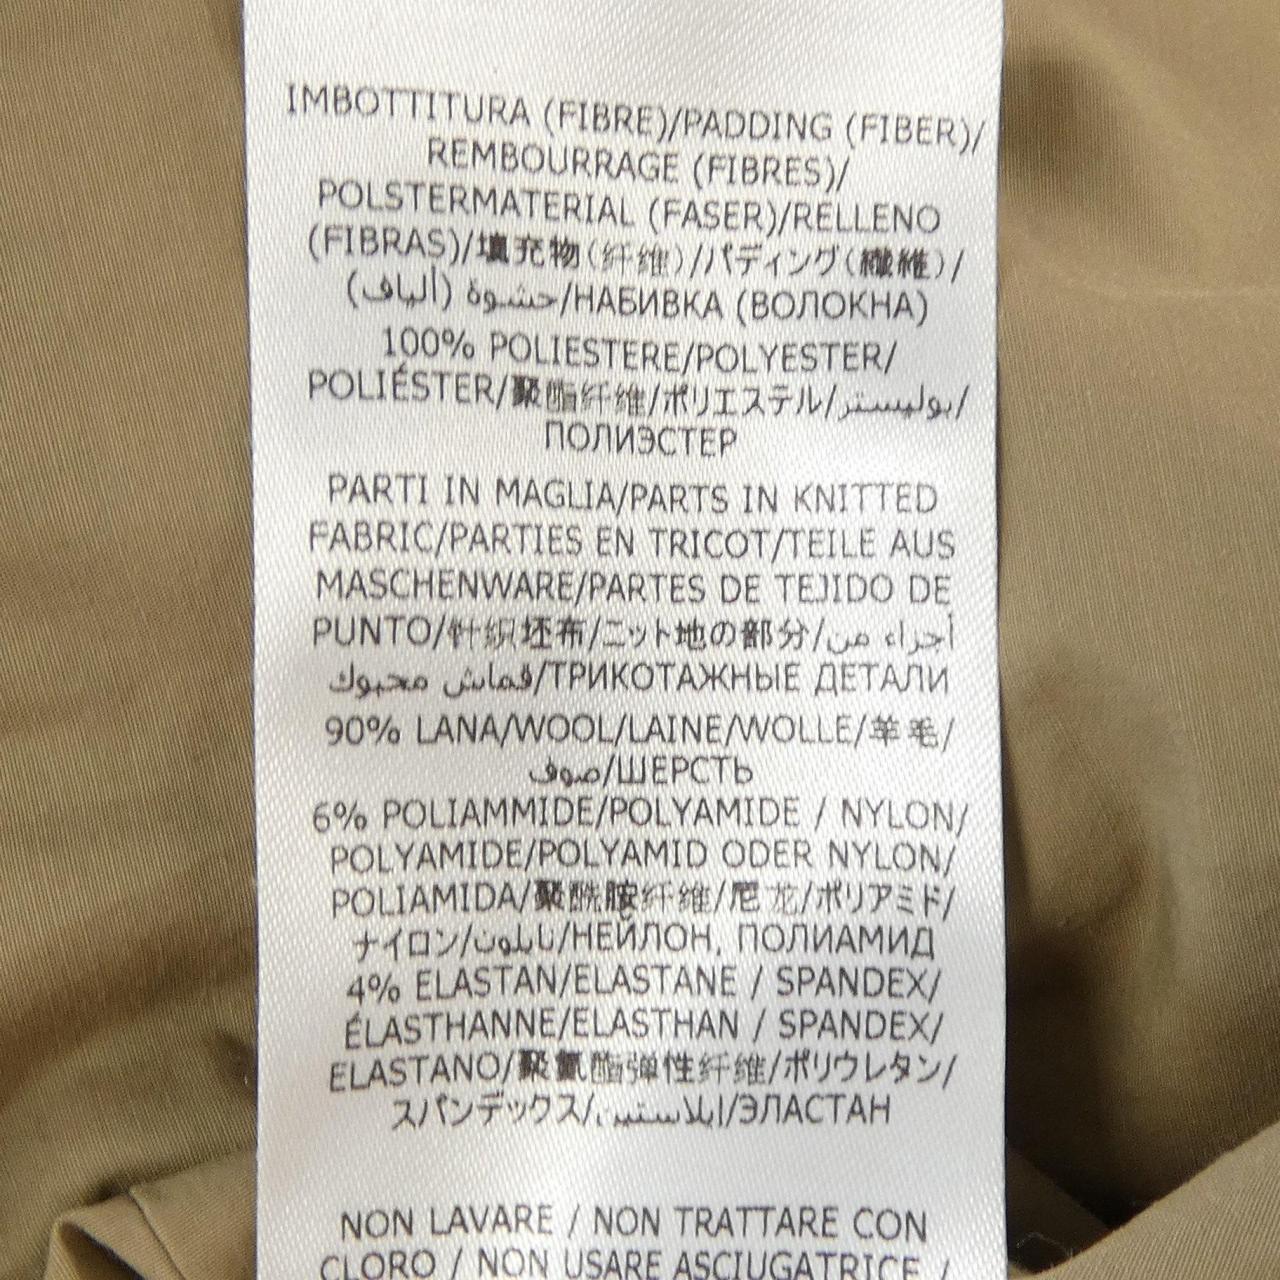 IMBOTTITURA (FIBRE)/PADDING (FIBER)/
REMBOURRAGE (FIBRES)/
POLSTERMATERIAL (FASER)/RELLENO
(FIBRAS)/填充物(纤维)/パディング(繊維)/
حشوة (ألياف)/НАБИВКА (ВОЛОКНА)
100% POLIESTERE/POLYESTER/
POLIÉSTER/聚酯纤维/ポリエステル/بوليستر/
ПОЛИЭСТЕР
PARTI IN MAGLIA/PARTS IN KNITTED
FABRIC/PARTIES EN TRICOT/TEILE AUS
MASCHENWARE/PARTES DE TEJIDO DE
PUNTO/针织坯布/ニット地の部分/أجزاء من
قماش محبوك/ТРИКОТАЖНЫЕ ДЕТАЛИ
90% LANA/WOOL/LAINE/WOLLE/羊毛/
صوف/ШЕРСТЬ
6% POLIAMMIDE/POLYAMIDE / NYLON/
POLYAMIDE/POLYAMID ODER NYLON/
POLIAMIDA/聚酰胺纤维/尼龙/ポリアミド/
ナイロン/نايلون/НЕЙЛОН, ПОЛИАМИД
4% ELASTAN/ELASTANE / SPANDEX/
ÉLASTHANNE/ELASTHAN / SPANDEX/
ELASTANO/聚氰酯弹性纤维/ポリウレタン/
スパンデックス/إيلاستين/ЭЛАСТАН
NON LAVARE / NON TRATTARE CON
CLORO / NON USARE ASCIUGATRICE /